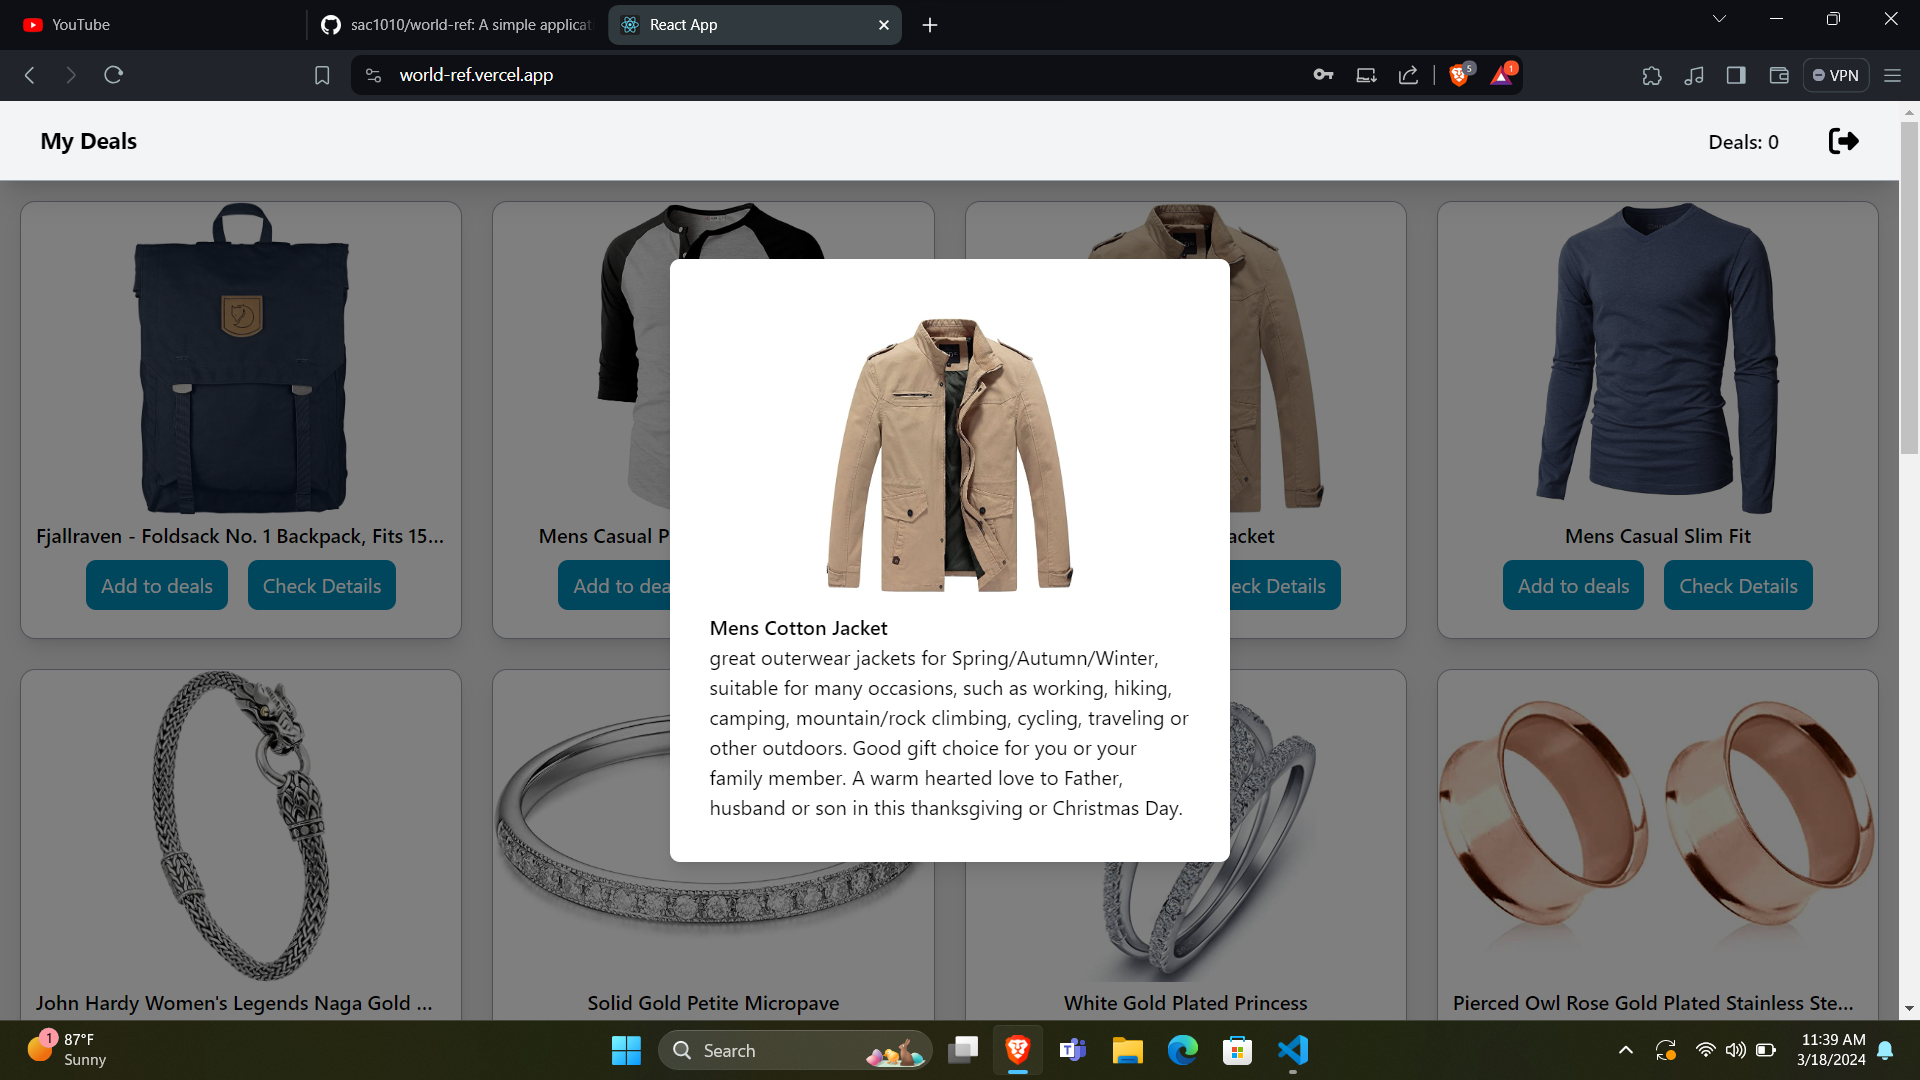 YouTube
sac1010/world-ref: A simple applicat
React App
world-ref.vercel.app
5
1
VPN
My Deals
Deals: 0
Fjallraven - Foldsack No. 1 Backpack, Fits 15...
Add to deals
Check Details
Mens Casual P
Add to dea
acket
eck Details
Mens Casual Slim Fit
Add to deals
Check Details
Mens Cotton Jacket
great outerwear jackets for Spring/Autumn/Winter,
suitable for many occasions, such as working, hiking,
camping, mountain/rock climbing, cycling, traveling or
other outdoors. Good gift choice for you or your
family member. A warm hearted love to Father,
husband or son in this thanksgiving or Christmas Day.
John Hardy Women's Legends Naga Gold ...
Solid Gold Petite Micropave
White Gold Plated Princess
Pierced Owl Rose Gold Plated Stainless Ste...
1
87°F
Sunny
Search
11:39 AM
3/18/2024